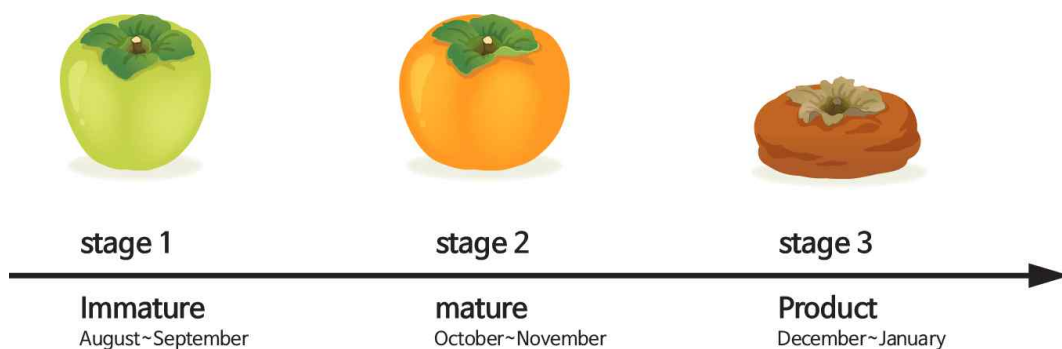 stage 1
stage 2
stage 3
Immature
mature
Product
August~September
October~November
December~January